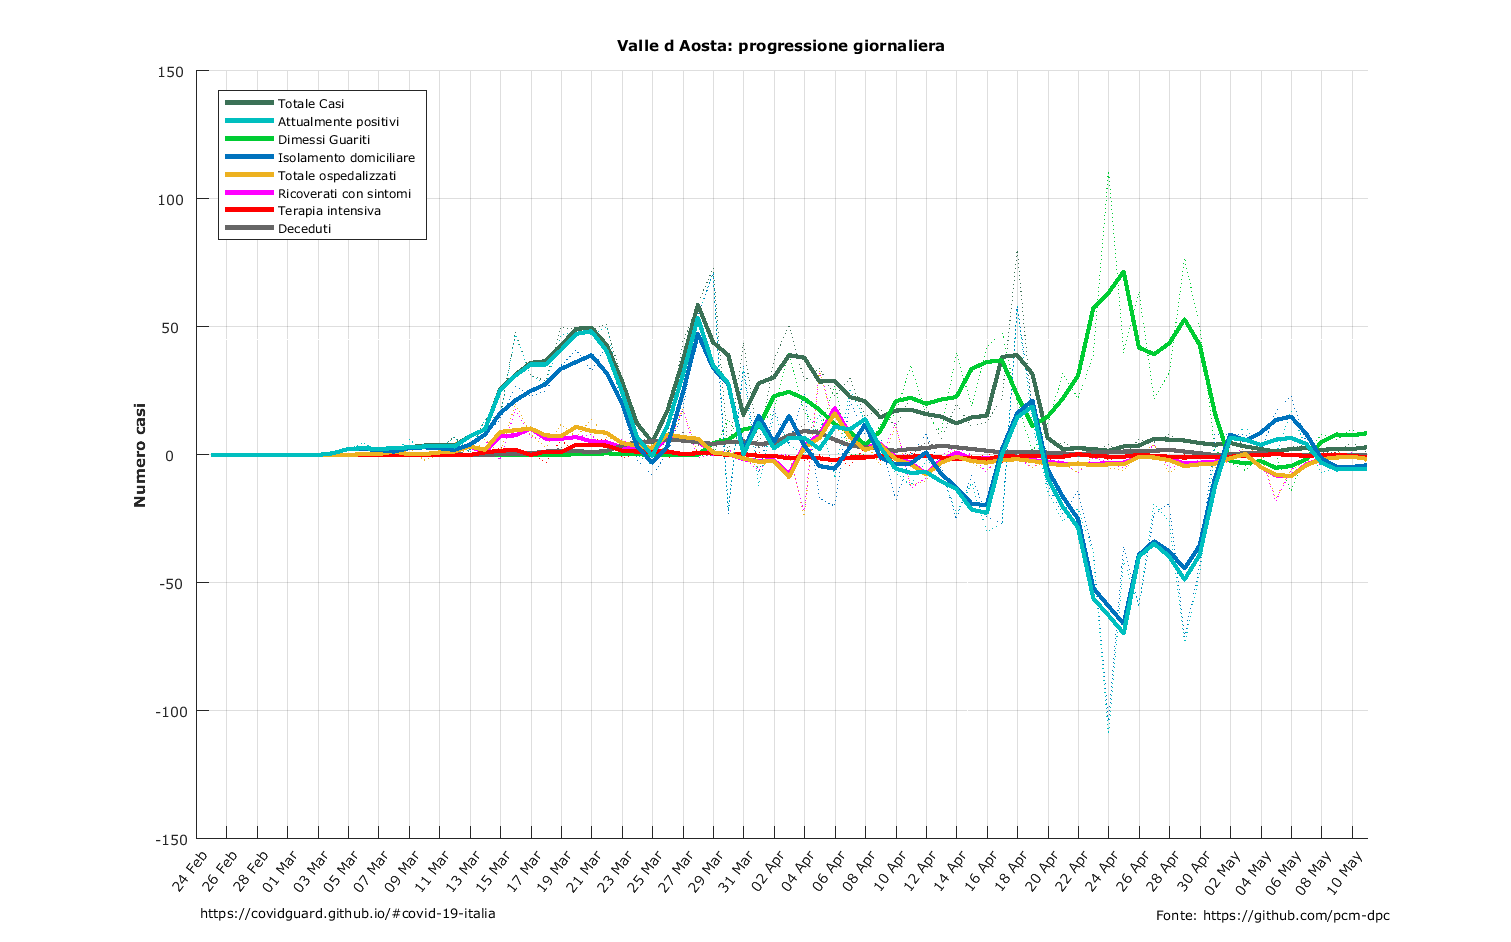 Valle d Aosta: progressione giornaliera
150
100
50
0
-50
-100
-150
Numero casi
Totale Casi
Attualmente positivi
Dimessi Guariti
Isolamento domiciliare
Totale ospedalizzati
Ricoverati con sintomi
Terapia intensiva
Deceduti
24 Feb
26 Feb
28 Feb
01 Mar
03 Mar
05 Mar
07 Mar
09 Mar
11 Mar
13 Mar
15 Mar
17 Mar
19 Mar
21 Mar
23 Mar
25 Mar
27 Mar
29 Mar
31 Mar
02 Apr
04 Apr
06 Apr
08 Apr
10 Apr
12 Apr
14 Apr
16 Apr
18 Apr
20 Apr
22 Apr
24 Apr
26 Apr
28 Apr
30 Apr
02 May
04 May
06 May
08 May
10 May
https://covidguard.github.io/#covid-19-italia
Fonte: https://github.com/pcm-dpc